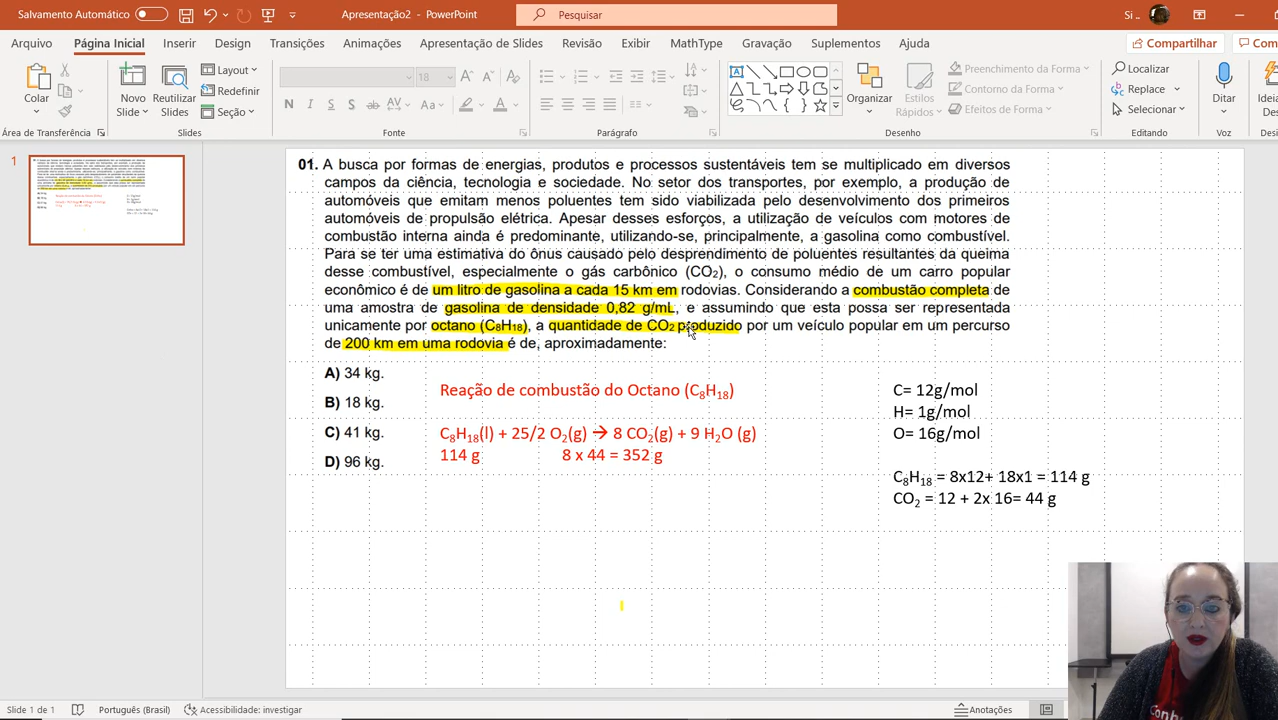 Salvamento Automático
Apresentação2 - PowerPoint
Pesquisar
Si ...
Arquivo
Página Inicial
Inserir
Design
Transições
Animações
Apresentação de Slides
Revisão
Exibir
MathType
Gravação
Suplementos
Ajuda
Compartilhar
Colar
Novo Slide
Reutilizar Slides
Layout
Redefinir
Seção
18
N I S S ab AV Aa
Organizar
Estilos Rápidos
Preenchimento da Forma
Contorno da Forma
Efeitos de Forma
Localizar
Replace
Selecionar
Ditar
Área de Transferência
Slides
Fonte
Parágrafo
Desenho
Edição
Voz
1
01. A busca por formas de energias, produtos e processos sustentáveis tem se multiplicado em diversos
campos da ciência, tecnologia e sociedade. No setor dos transportes, por exemplo, a produção de
automóveis que emitam menos poluentes tem sido viabilizada pelo desenvolvimento dos primeiros
automóveis de propulsão elétrica. Apesar desses esforços, a utilização de veículos com motores de
combustão interna ainda é predominante, utilizando-se, principalmente, a gasolina como combustível.
Para se ter uma estimativa do ônus causado pelo desprendimento de poluentes resultantes da queima
desse combustível, especialmente o gás carbônico (CO₂), o consumo médio de um carro popular
econômico é de um litro de gasolina a cada 15 km em rodovias. Considerando a combustão completa de
uma amostra de gasolina de densidade 0,82 g/mL, e assumindo que esta possa ser representada
unicamente por octano (C₈H₁₈), a quantidade de CO₂ produzido por um veículo popular em um percurso
de 200 km em uma rodovia é de, aproximadamente:
A) 34 kg.
B) 18 kg.
C) 41 kg.
D) 96 kg.
Reação de combustão do Octano (C₈H₁₈)
C₈H₁₈(l) + 25/2 O₂(g) → 8 CO₂(g) + 9 H₂O (g)
114 g 8 x 44 = 352 g
C= 12g/mol
H= 1g/mol
O= 16g/mol
C₈H₁₈ = 8x12+ 18x1 = 114 g
CO₂ = 12 + 2x 16= 44 g
Slide 1 de 1
Português (Brasil)
Acessibilidade: investigar
Anotações